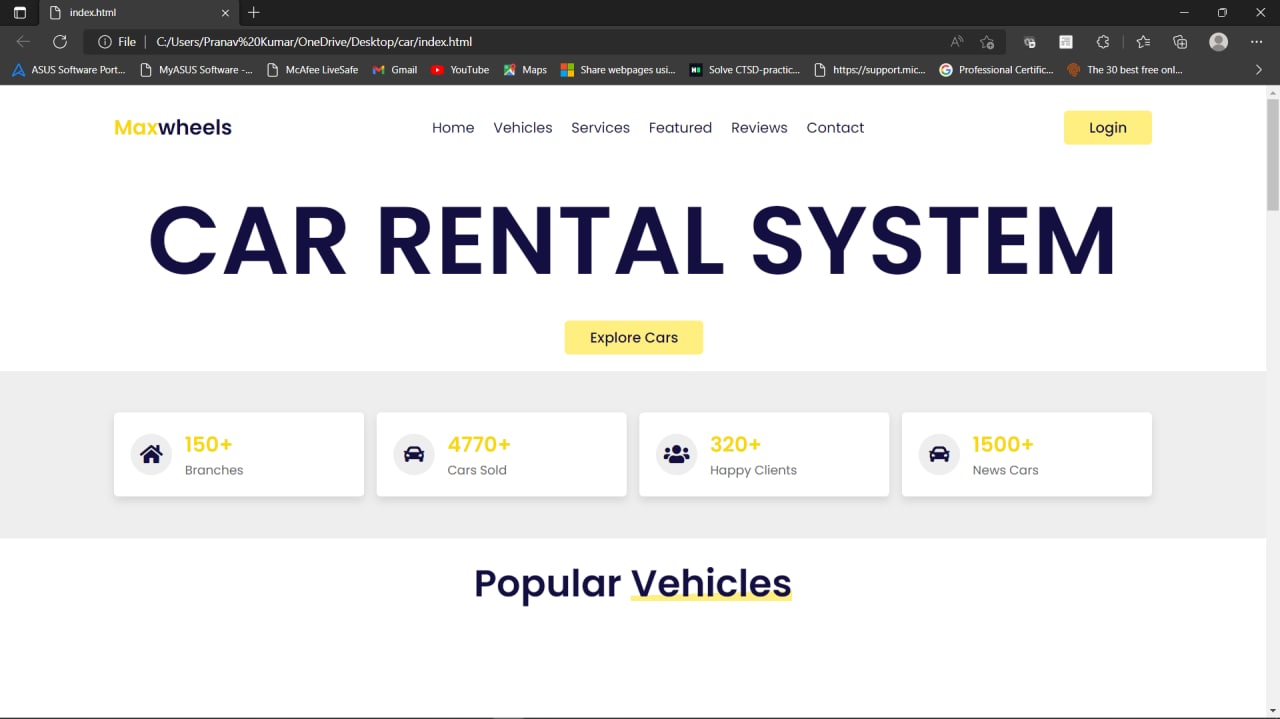 index.html
File | C:/Users/Pranav%20Kumar/OneDrive/Desktop/car/index.html
ASUS Software Port... MyASUS Software -... McAfee LiveSafe Gmail YouTube Maps Share webpages usi... Solve CTSD-practic... https://support.mic... Professional Certific... The 30 best free onl...
Maxwheels Home Vehicles Services Featured Reviews Contact Login
CAR RENTAL SYSTEM
Explore Cars
150+ 4770+ 320+ 1500+
Branches Cars Sold Happy Clients News Cars
Popular Vehicles